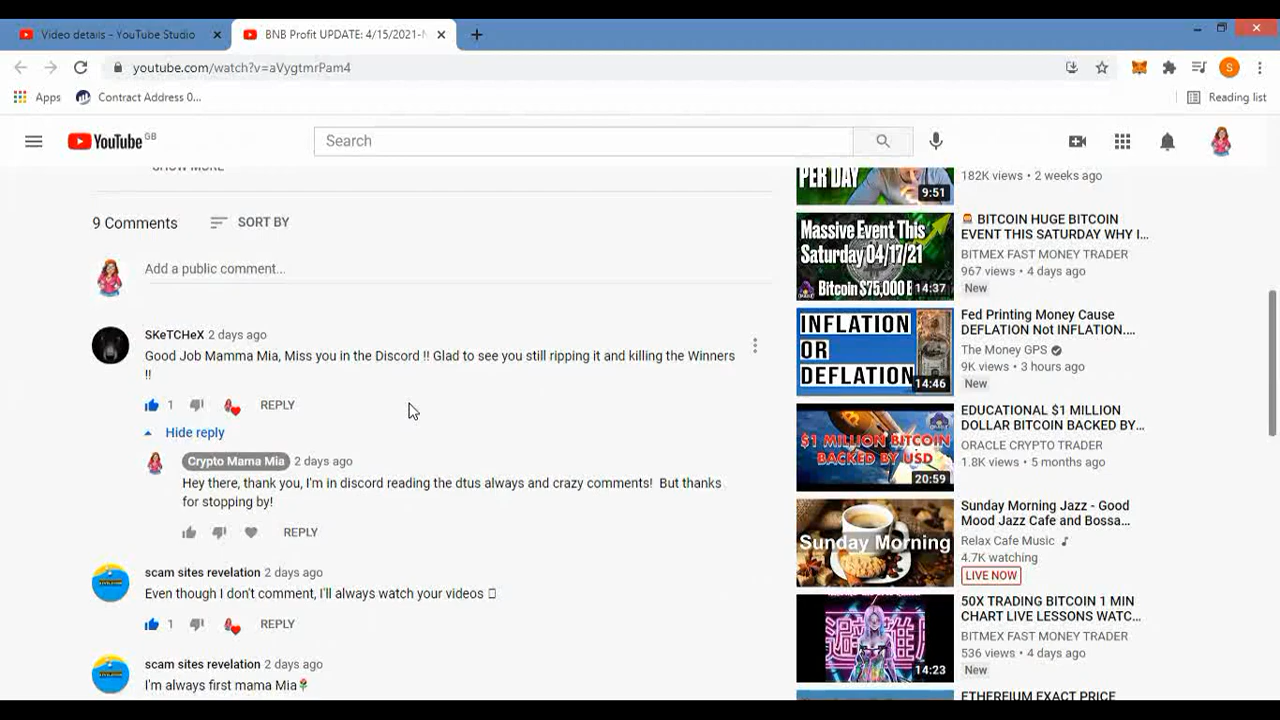 Video details - YouTube Studio
BNB Profit UPDATE: 4/15/2021-
youtube.com/watch?v=aVygtmrPam4
S
Apps
Contract Address 0...
Reading list
YouTube GB
Search
SHOW MORE
9 Comments
SORT BY
Add a public comment...
SKeTCHeX 2 days ago
Good Job Mamma Mia, Miss you in the Discord !! Glad to see you still ripping it and killing the Winners
!!
1
REPLY
Hide reply
Crypto Mama Mia 2 days ago
Hey there, thank you, I'm in discord reading the dtus always and crazy comments! But thanks
for stopping by!
REPLY
scam sites revelation 2 days ago
Even though I don't comment, I'll always watch your videos
1
REPLY
scam sites revelation 2 days ago
I'm always first mama Mia🌹
PER DAY
9:51
182K views • 2 weeks ago
Massive Event This
Saturday 04/17/21
Bitcoin $75,000
14:37
BITCOIN HUGE BITCOIN
EVENT THIS SATURDAY WHY I...
BITMEX FAST MONEY TRADER
967 views • 4 days ago
New
INFLATION
OR
DEFLATION
14:46
Fed Printing Money Cause
DEFLATION Not INFLATION....
The Money GPS
9K views • 3 hours ago
New
$1 MILLION BITCOIN
BACKED BY USD
20:59
EDUCATIONAL $1 MILLION
DOLLAR BITCOIN BACKED BY...
ORACLE CRYPTO TRADER
1.8K views • 5 months ago
Sunday Morning
Sunday Morning Jazz - Good
Mood Jazz Cafe and Bossa...
Relax Cafe Music
4.7K watching
LIVE NOW
14:23
50X TRADING BITCOIN 1 MIN
CHART LIVE LESSONS WATC...
BITMEX FAST MONEY TRADER
536 views • 4 days ago
New
ETHEREUM EXACT PRICE